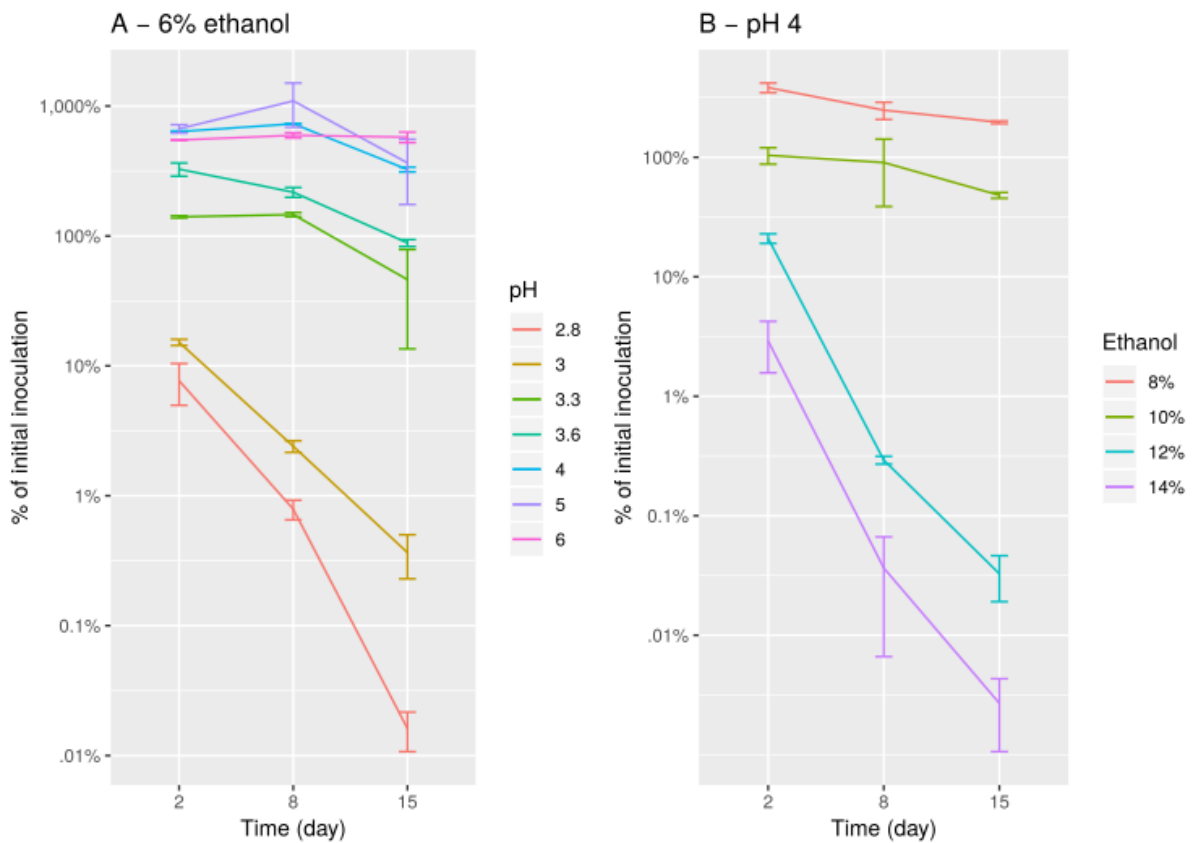 A – 6% ethanol
% of initial inoculation
1,000%
100%
10%
1%
0.1%
.01%
2 8 15
Time (day)
pH
2.8
3
3.3
3.6
4
5
6
B – pH 4
% of initial inoculation
100%
10%
1%
0.1%
.01%
2 8 15
Time (day)
Ethanol
8%
10%
12%
14%